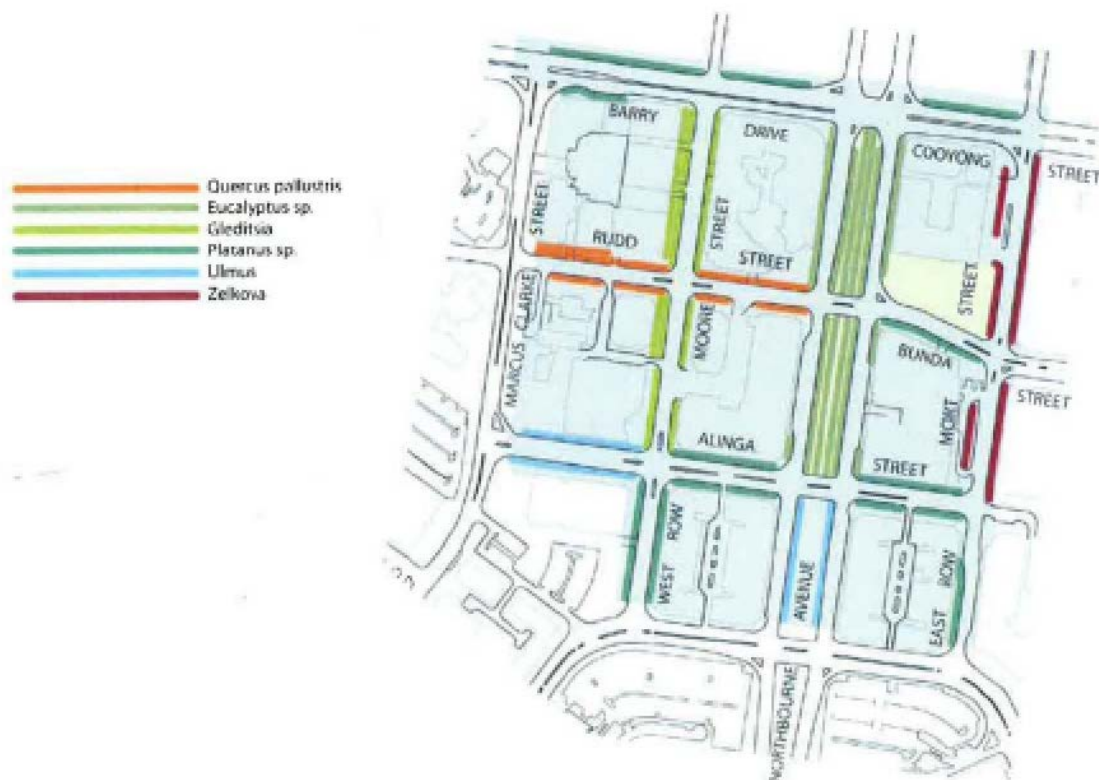 Quercus pallustris
Eucalyptus sp.
Gleditsia
Platanus sp.
Ulmus
Zelkova
BARRY
DRIVE
COOYONG
STREET
STREET
RUDD
STREET
STREET
STREET
MARCUS CLARKE
MOORE
BUNDA
STREET
MORT
ALINGA
STREET
WEST ROW
AVENUE
EAST ROW
NORTHBOURNE